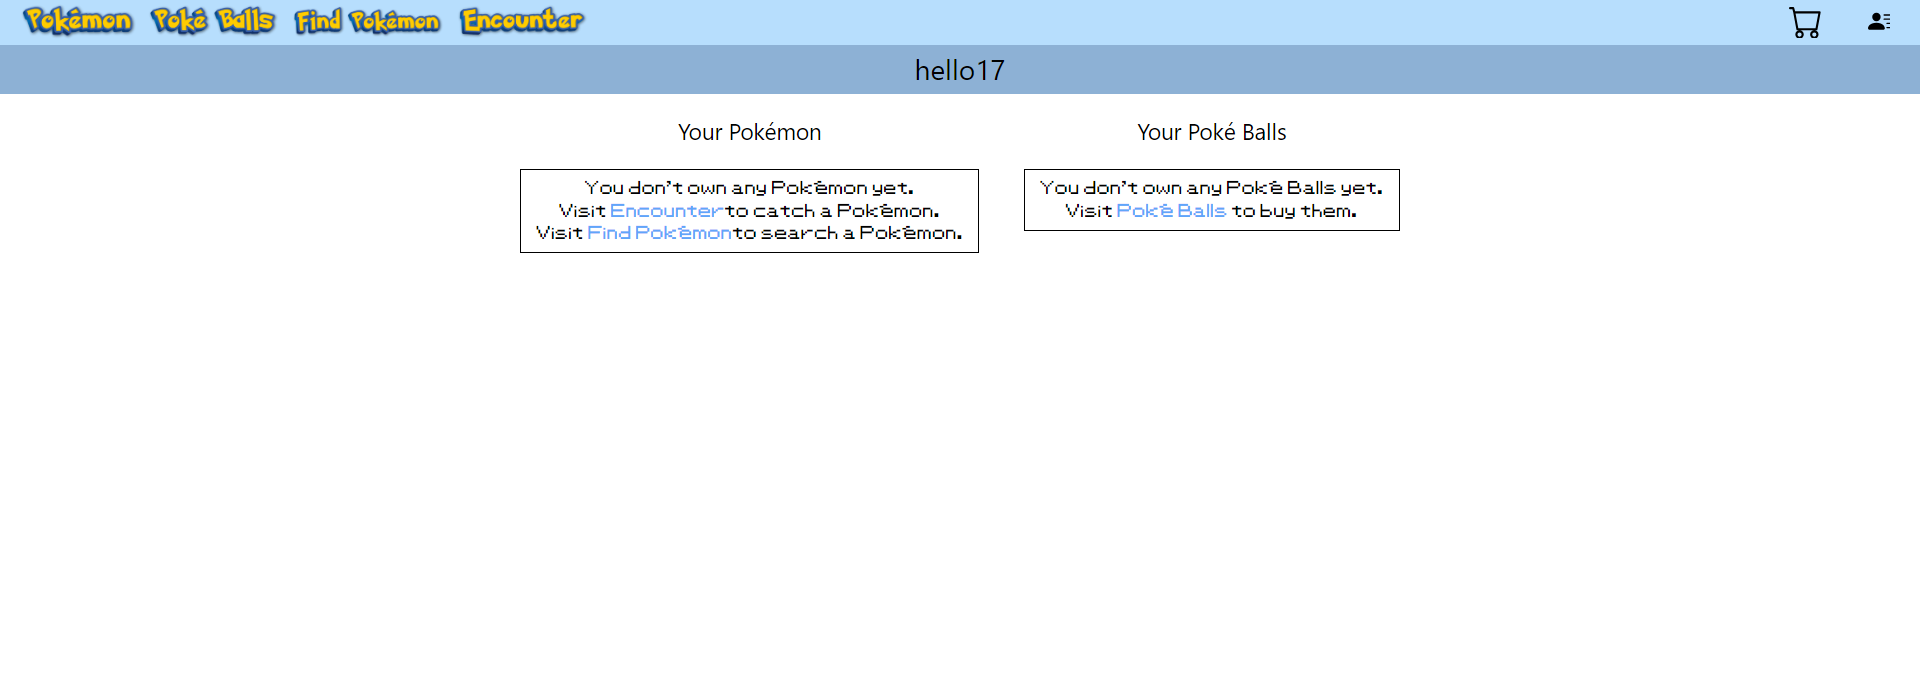 Pokémon Poké Balls Find Pokémon Encounter
hello17
Your Pokémon
You don't own any Pokémon yet.
Visit Encounter to catch a Pokémon.
Visit Find Pokémon to search a Pokémon.
Your Poké Balls
You don't own any Poké Balls yet.
Visit Poké Balls to buy them.